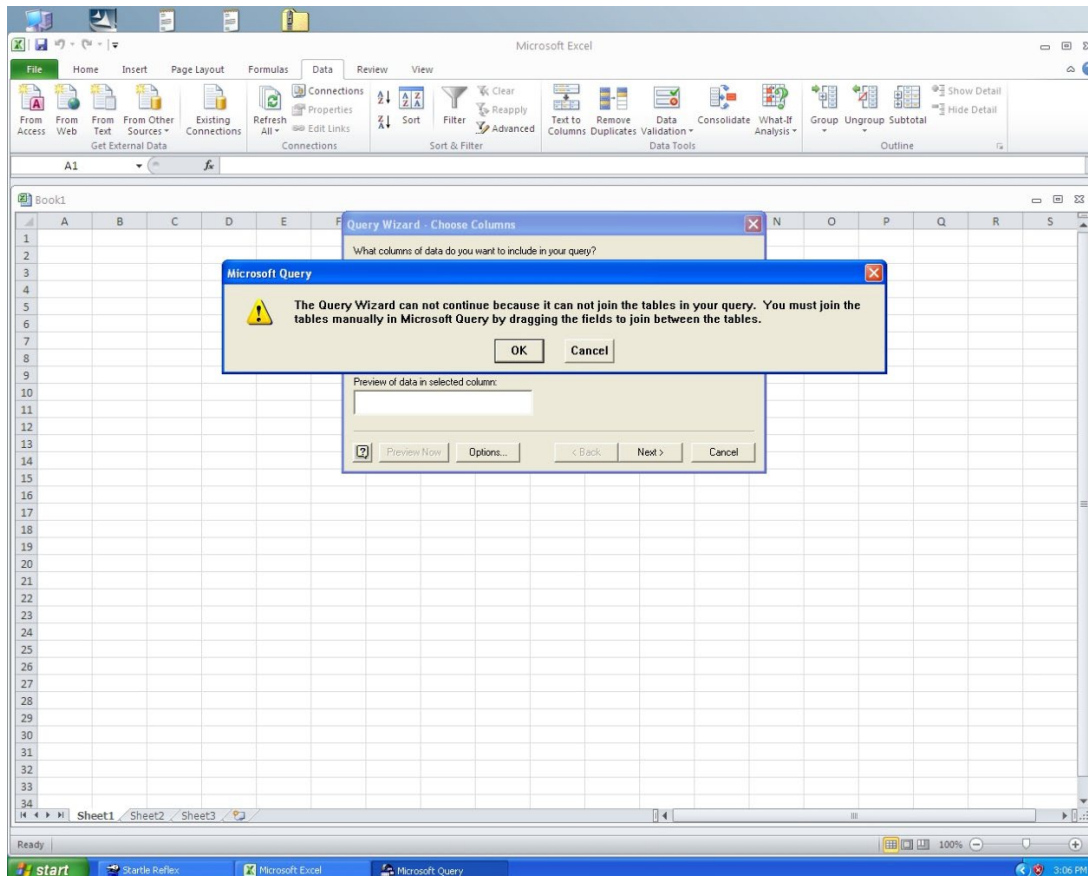 Microsoft Excel
File Home Insert Page Layout Formulas Data Review View
From Access
From Web
From Text
From Other Sources
Existing Connections
Get External Data
Refresh All
Connections
Properties
Edit Links
Connections
Sort
Filter
Clear
Reapply
Advanced
Sort & Filter
Text to Columns
Remove Duplicates
Data Validation
Consolidate
What-If Analysis
Data Tools
Group
Ungroup
Subtotal
Show Detail
Hide Detail
Outline
A1 fx
Book1
A B C D E F N O P Q R S
Query Wizard - Choose Columns
What columns of data do you want to include in your query?
Microsoft Query
The Query Wizard can not continue because it can not join the tables in your query. You must join the
tables manually in Microsoft Query by dragging the fields to join between the tables.
OK Cancel
Preview of data in selected column:
Preview Now Options... < Back Next > Cancel
1
2
3
4
5
6
7
8
9
10
11
12
13
14
15
16
17
18
19
20
21
22
23
24
25
26
27
28
29
30
31
32
33
34
Sheet1 Sheet2 Sheet3
Ready 100%
start Startle Reflex Microsoft Excel Microsoft Query 3:06 PM